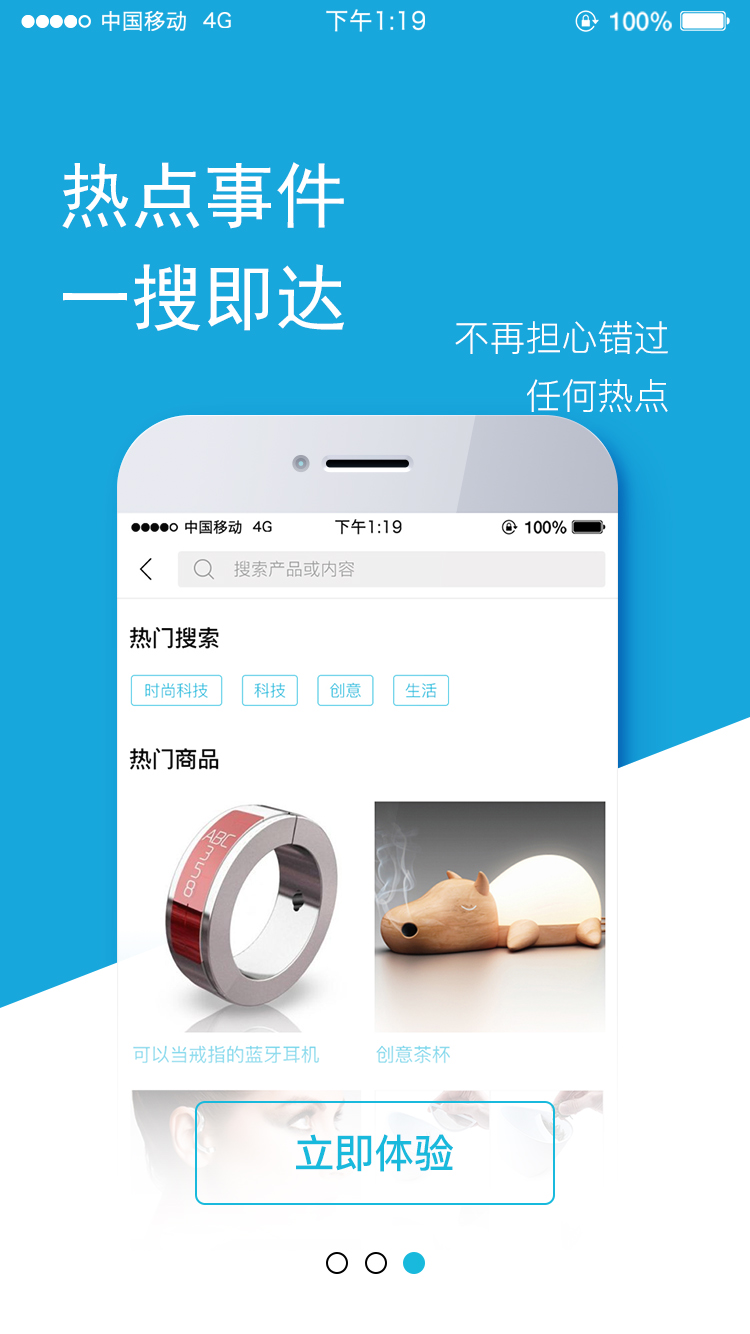 中国移动 4G 下午1:19 100%
热点事件
一搜即达
不再担心错过
任何热点
中国移动 4G 下午1:19 100%
搜索产品或内容
热门搜索
时尚科技 科技 创意 生活
热门商品
可以当戒指的蓝牙耳机 创意茶杯
立即体验